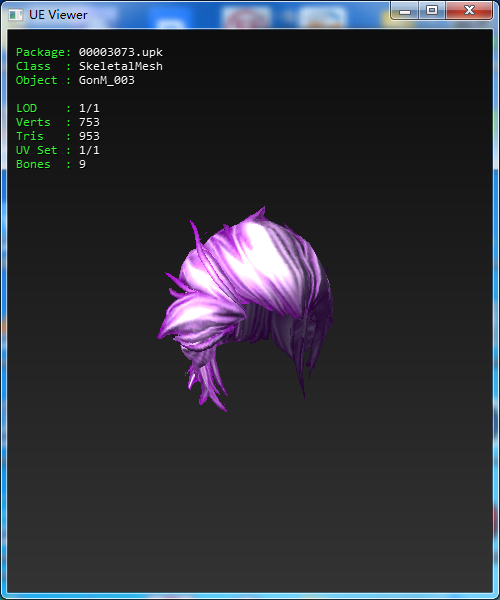 UE Viewer
Package: 00003073.upk
Class : SkeletalMesh
Object : GonM_003
LOD : 1/1
Verts : 753
Tris : 953
UV Set : 1/1
Bones : 9